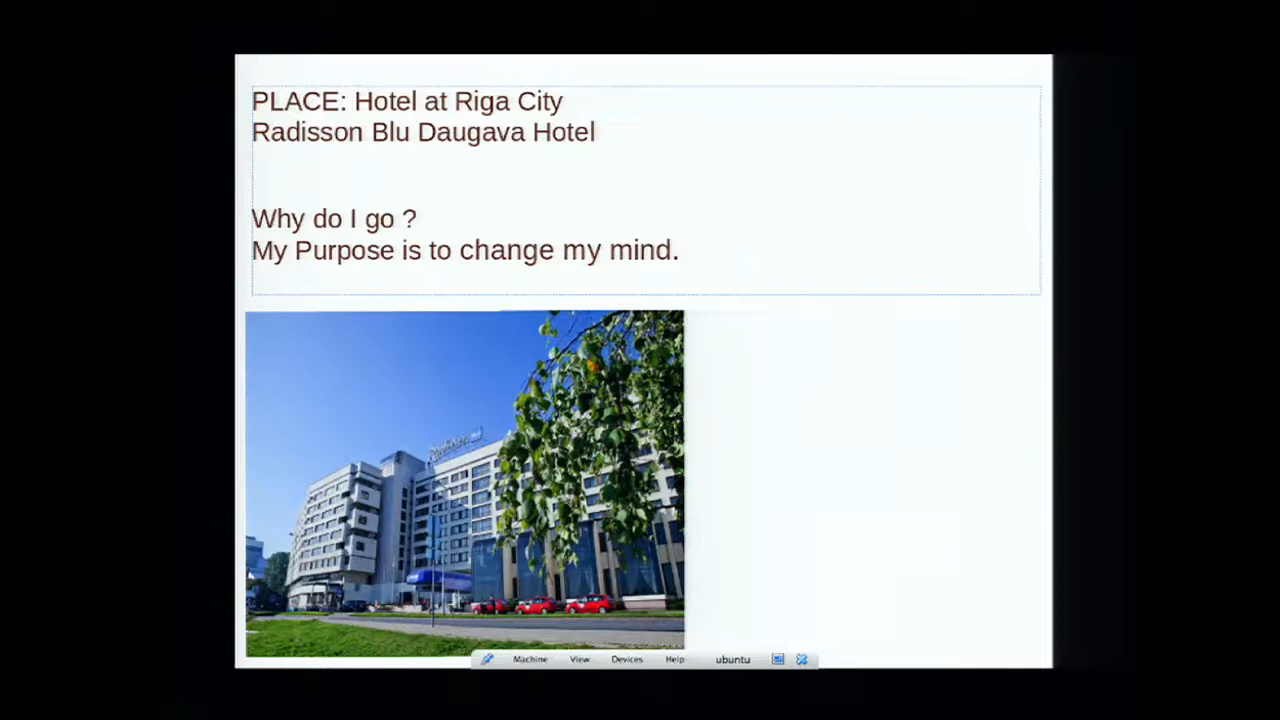 PLACE: Hotel at Riga City
Radisson Blu Daugava Hotel
Why do I go ?
My Purpose is to change my mind.
Machine View Devices Help ubuntu